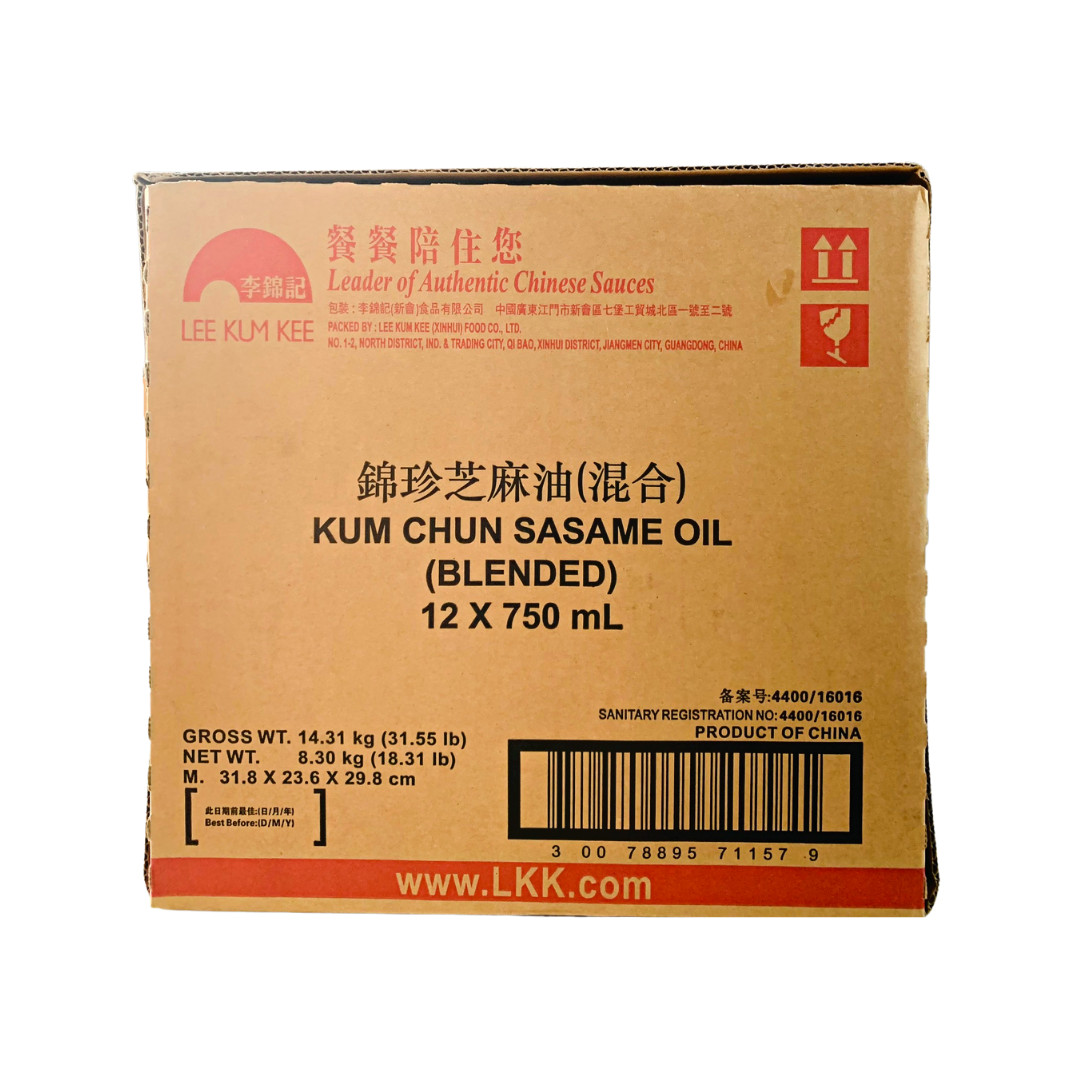 李錦記
LEE KUM KEE
餐餐陪住您
Leader of Authentic Chinese Sauces
包裝：李錦記(新會)食品有限公司 中國廣東江門市新會區七堡工貿城北區一號至二號
PACKED BY : LEE KUM KEE (XINHUI) FOOD CO., LTD.
NO. 1-2, NORTH DISTRICT, IND. & TRADING CITY, QI BAO, XINHUI DISTRICT, JIANGMEN CITY, GUANGDONG, CHINA
錦珍芝麻油(混合)
KUM CHUN SASAME OIL
(BLENDED)
12 X 750 mL
备案号:4400/16016
SANITARY REGISTRATION NO: 4400/16016
PRODUCT OF CHINA
GROSS WT. 14.31 kg (31.55 lb)
NET WT. 8.30 kg (18.31 lb)
M. 31.8 X 23.6 X 29.8 cm
此日期前最佳:(日/月/年)
Best Before:(D/M/Y)
3 00 78895 71157 9
www.LKK.com